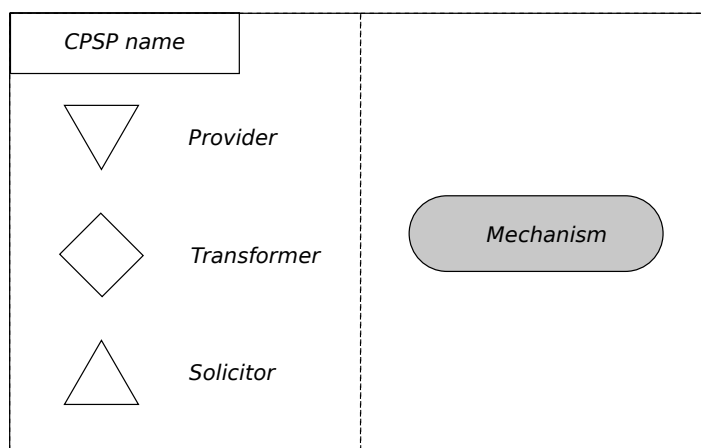 CPSP name
Provider
Transformer
Solicitor
Mechanism